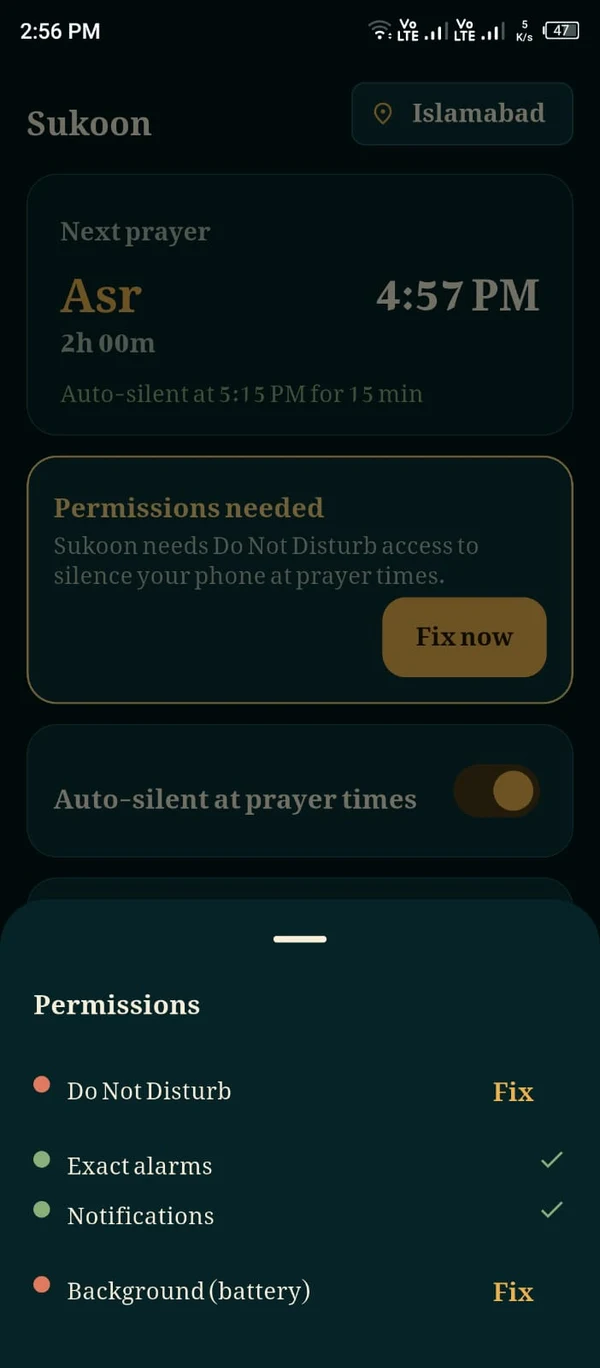 2:56 PM
Vo LTE Vo LTE 5 K/s 47
Sukoon
Islamabad
Next prayer
Asr 4:57 PM
2h 00m
Auto-silent at 5:15 PM for 15 min
Permissions needed
Sukoon needs Do Not Disturb access to
silence your phone at prayer times.
Fix now
Auto-silent at prayer times
Permissions
Do Not Disturb Fix
Exact alarms
Notifications
Background (battery) Fix